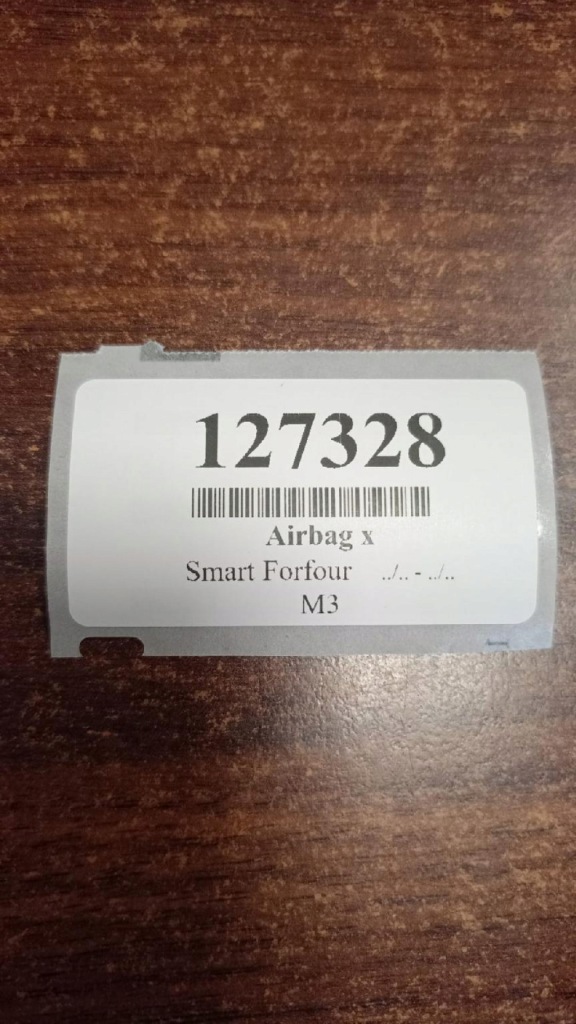 127328
Airbag x
Smart Forfour ../.. - ../..
M3